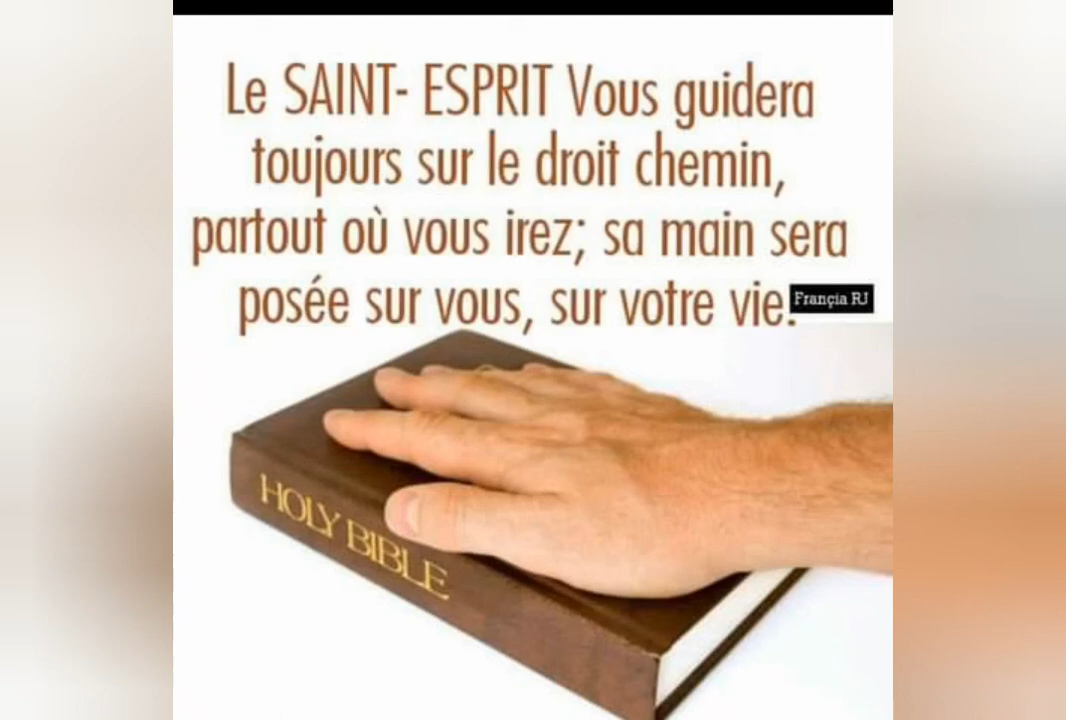 Le SAINT- ESPRIT Vous guidera
toujours sur le droit chemin,
partout où vous irez; sa main sera
posée sur vous, sur votre vie.
Françia RJ
HOLY BIBLE